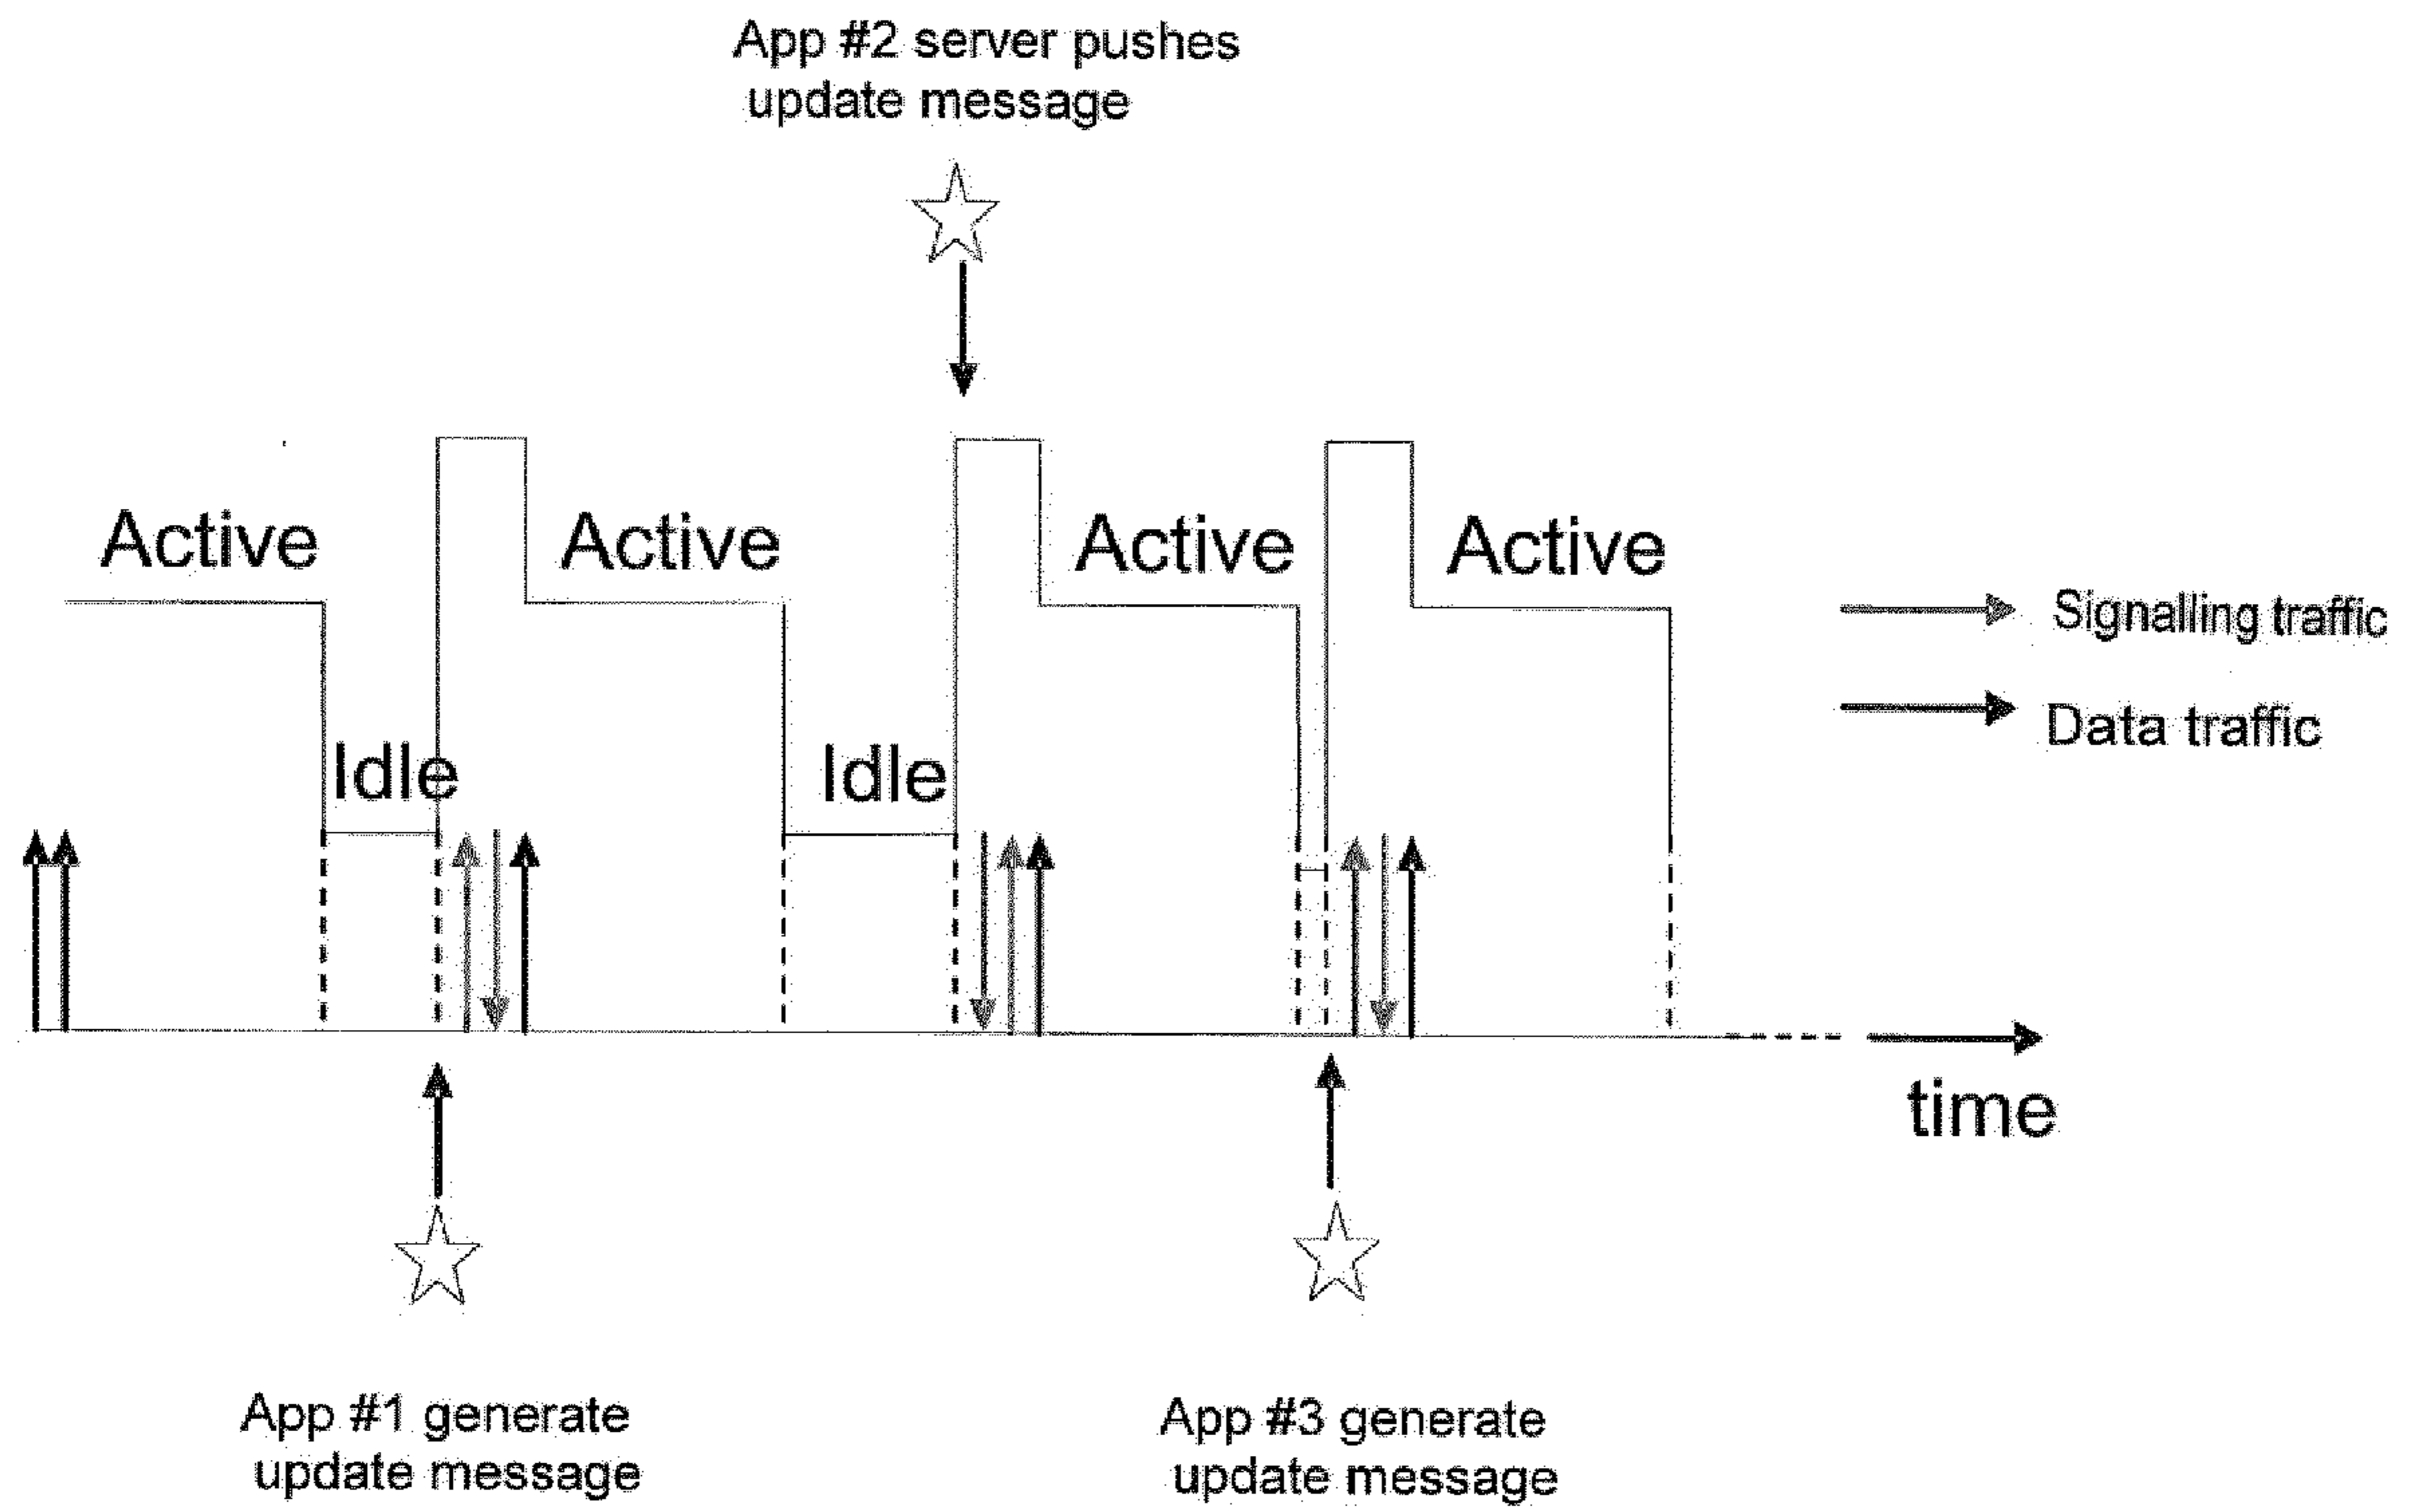 App #2 server pushes
update message
Active
Active
Active
Active
Signalling traffic
Data traffic
Idle
Idle
time
App #1 generate
update message
App #3 generate
update message